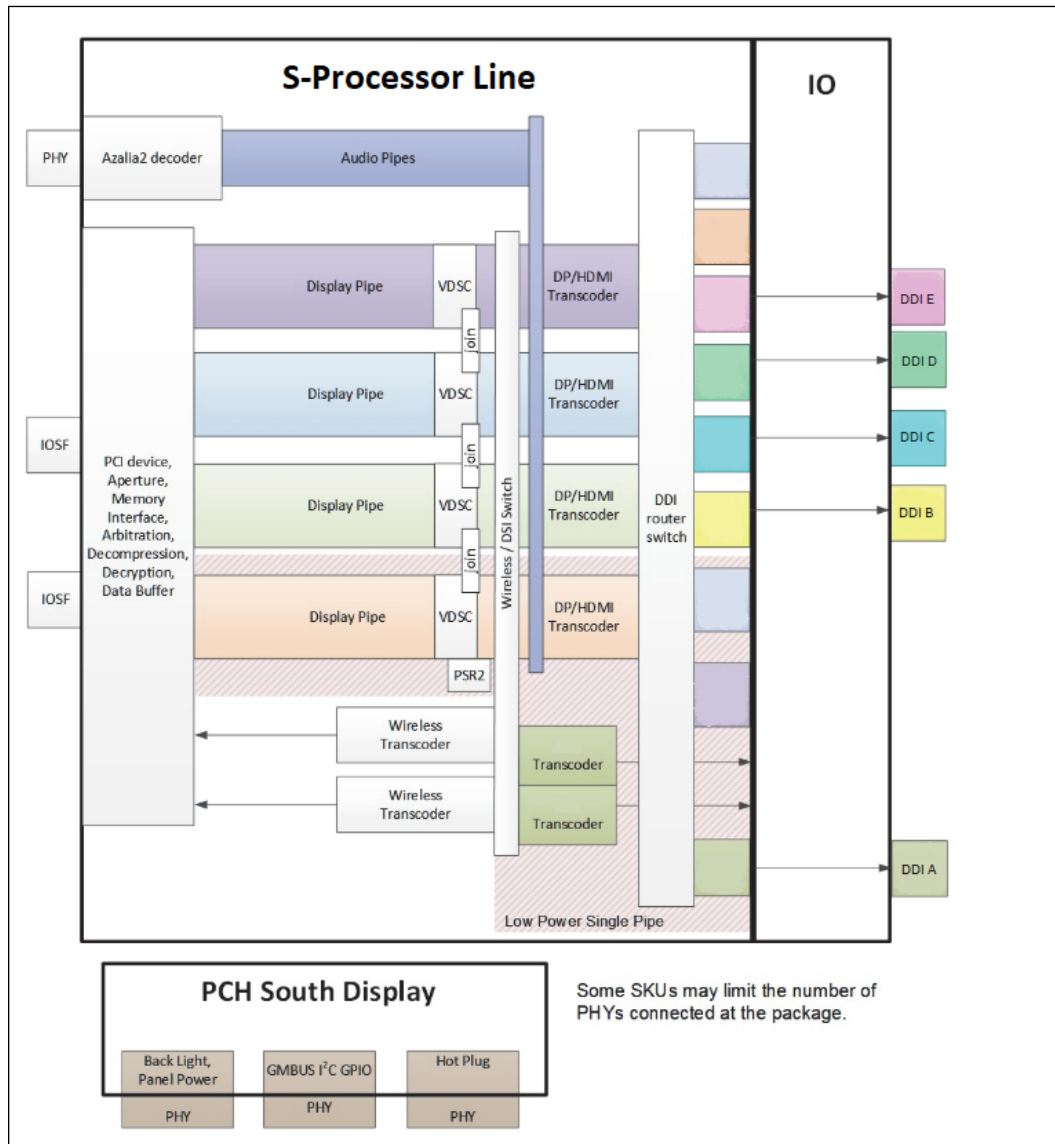 S-Processor Line
IO
PHY
Azalia2 decoder
Audio Pipes
Display Pipe
VDSC
DP/HDMI
Transcoder
DDI E
join
Display Pipe
VDSC
DP/HDMI
Transcoder
DDI D
join
IOSF
DDI C
PCI device,
Aperture,
Memory
Interface,
Arbitration,
Decompression,
Decryption,
Data Buffer
Display Pipe
VDSC
DP/HDMI
Transcoder
Wireless / DSI Switch
DDI
router
switch
DDI B
join
IOSF
Display Pipe
VDSC
DP/HDMI
Transcoder
PSR2
Wireless
Transcoder
Transcoder
Wireless
Transcoder
Transcoder
DDI A
Low Power Single Pipe
PCH South Display
Back Light,
Panel Power
PHY
GMBUS I²C GPIO
PHY
Hot Plug
PHY
Some SKUs may limit the number of
PHYs connected at the package.